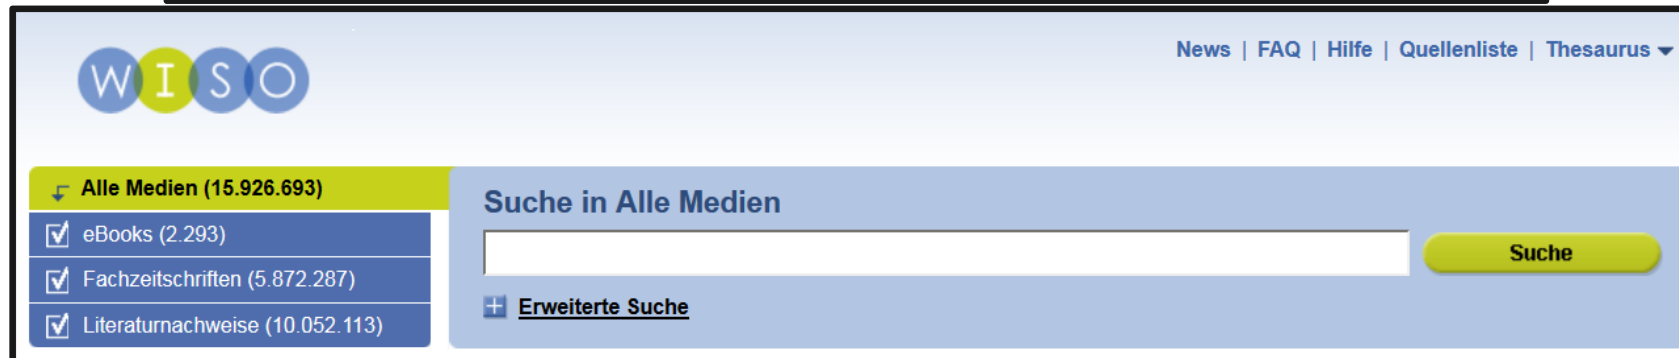 WISO
News | FAQ | Hilfe | Quellenliste | Thesaurus
Alle Medien (15.926.693)
eBooks (2.293)
Fachzeitschriften (5.872.287)
Literaturnachweise (10.052.113)
Suche in Alle Medien
Suche
Erweiterte Suche